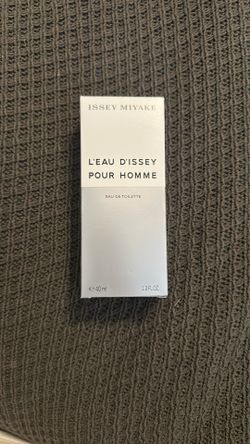 ISSEY MIYAKE
L'EAU D'ISSEY
POUR HOMME
EAU DE TOILETTE
e 40 ml 1.3 FL.OZ.